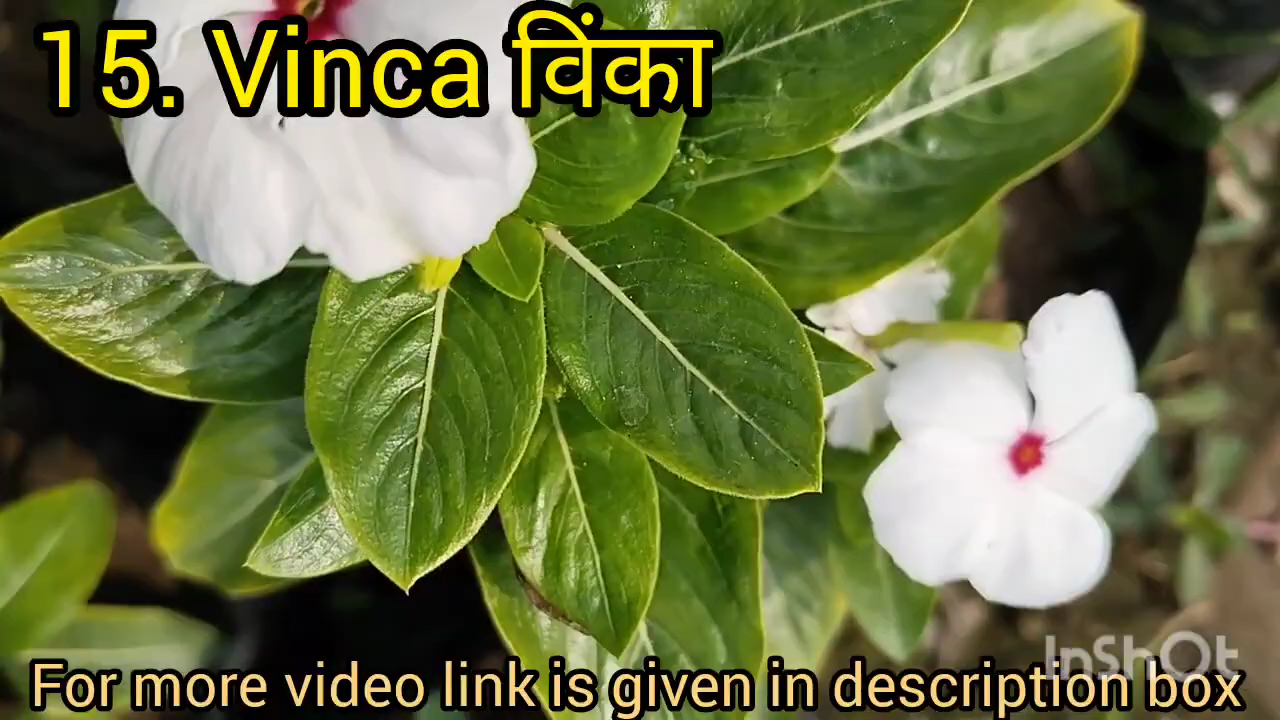 15. Vinca विंका
InShOt
For more video link is given in description box